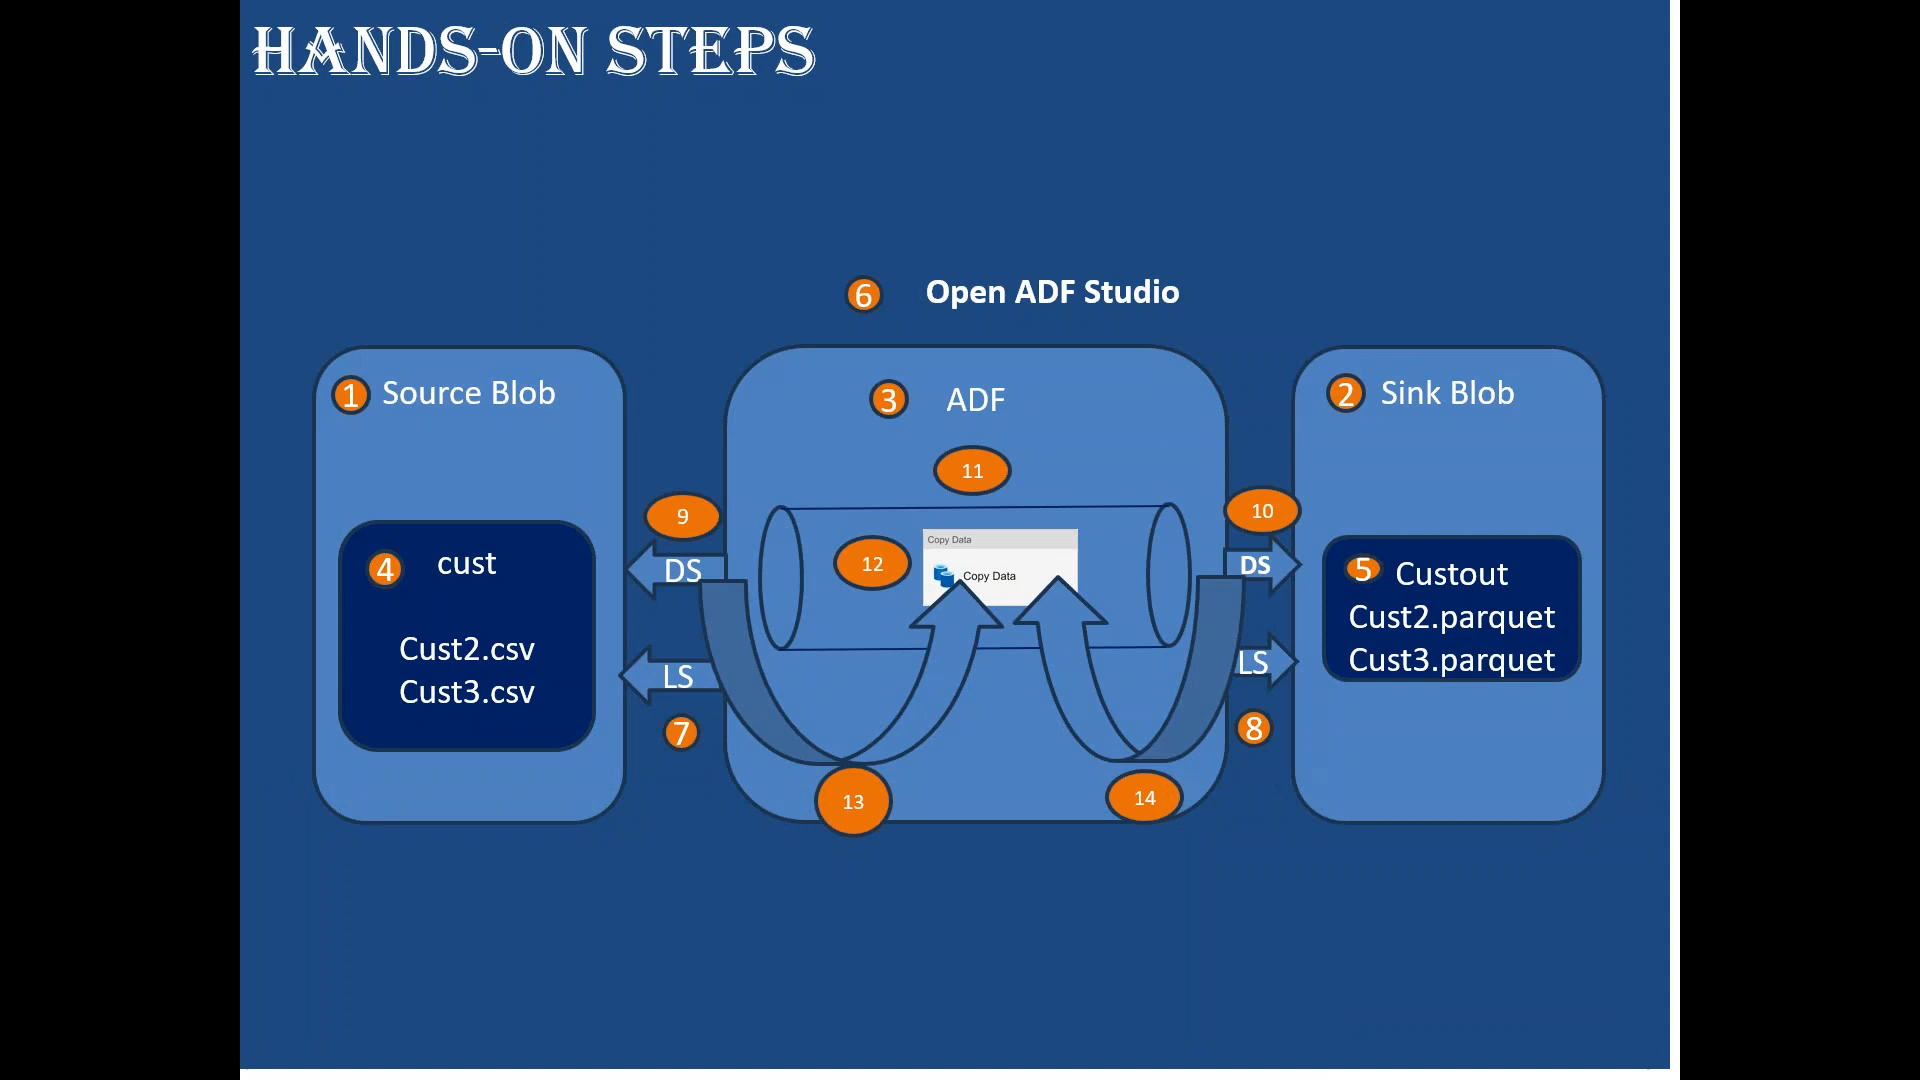 HANDS-ON STEPS
6 Open ADF Studio
1 Source Blob
3 ADF
2 Sink Blob
11
9
10
4 cust
Cust2.csv
Cust3.csv
DS
LS
7
12
Copy Data
Copy Data
DS
LS
8
5 Custout
Cust2.parquet
Cust3.parquet
13
14